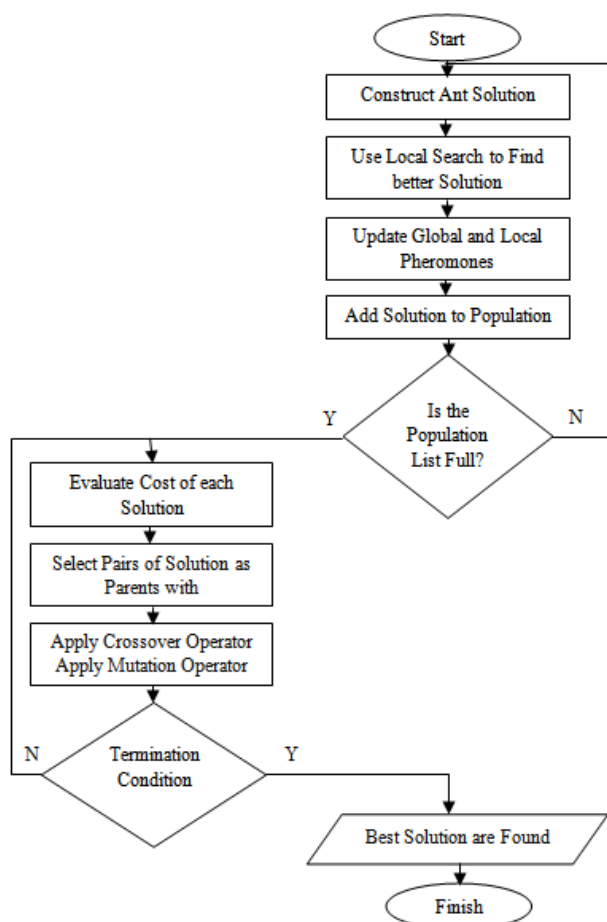 Start
Construct Ant Solution
Use Local Search to Find
better Solution
Update Global and Local
Pheromones
Add Solution to Population
Is the
Population
List Full?
Y
N
Evaluate Cost of each
Solution
Select Pairs of Solution as
Parents with
Apply Crossover Operator
Apply Mutation Operator
Termination
Condition
N
Y
Best Solution are Found
Finish